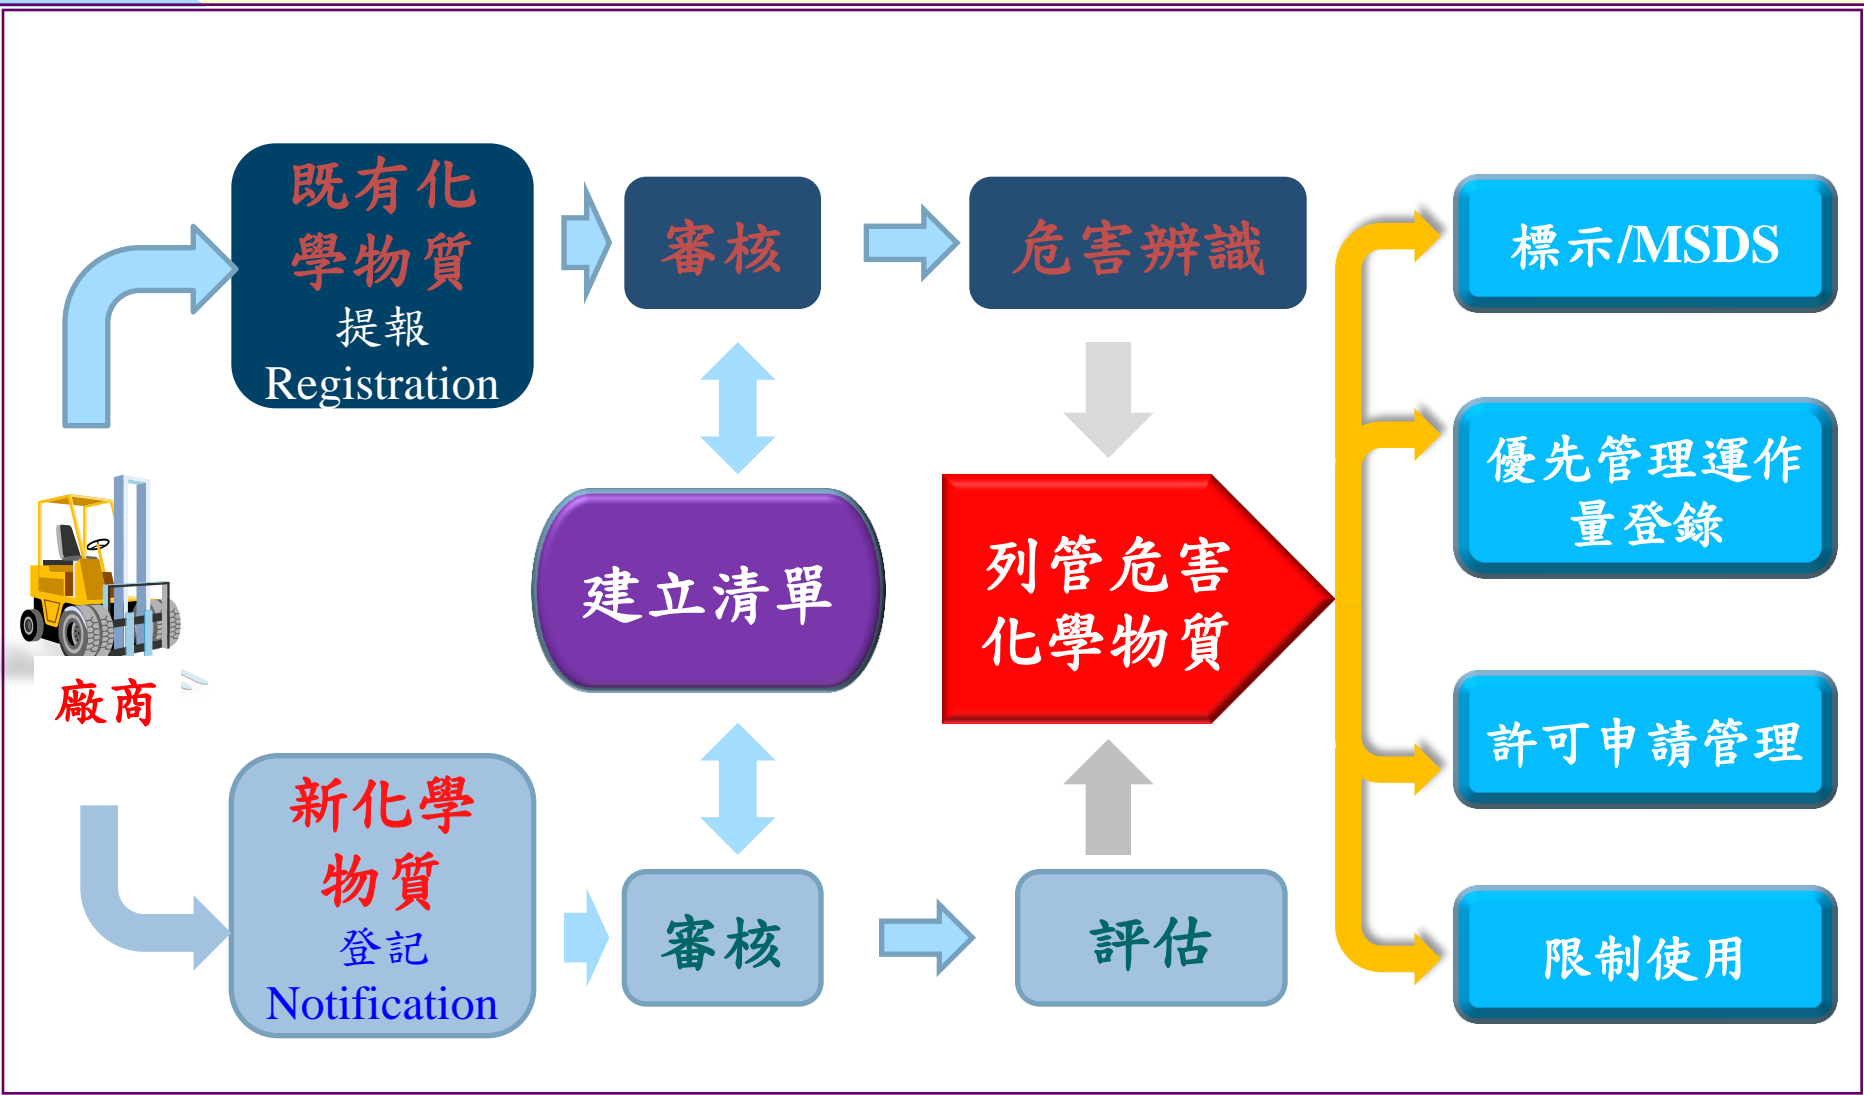 既有化
學物質
提報
Registration
審核
危害辨識
標示/MSDS
優先管理運作
量登錄
建立清單
列管危害
化學物質
廠商
許可申請管理
新化學
物質
登記
Notification
審核
評估
限制使用